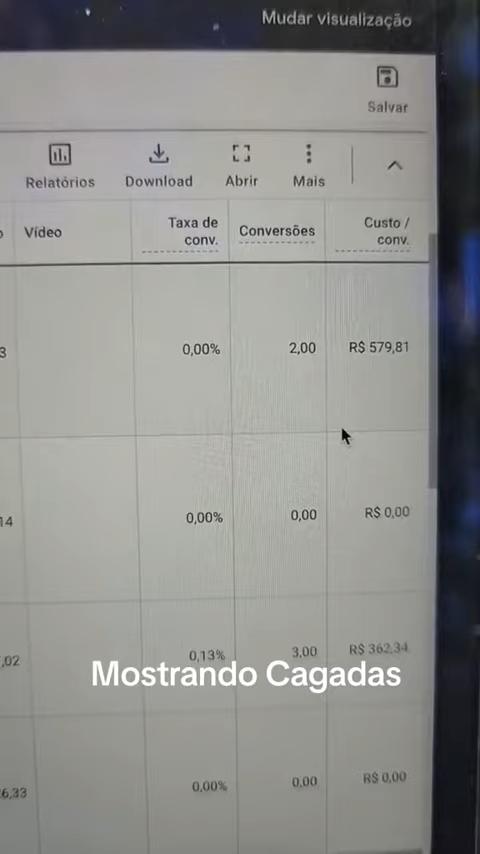 Mudar visualização
Salvar
Relatórios Download Abrir Mais
Vídeo Taxa de conv. Conversões Custo / conv.
3 0,00% 2,00 R$ 579,81
14 0,00% 0,00 R$ 0,00
,02 0,13% 3,00 R$ 362,34
Mostrando Cagadas
6,33 0,00% 0,00 R$ 0,00